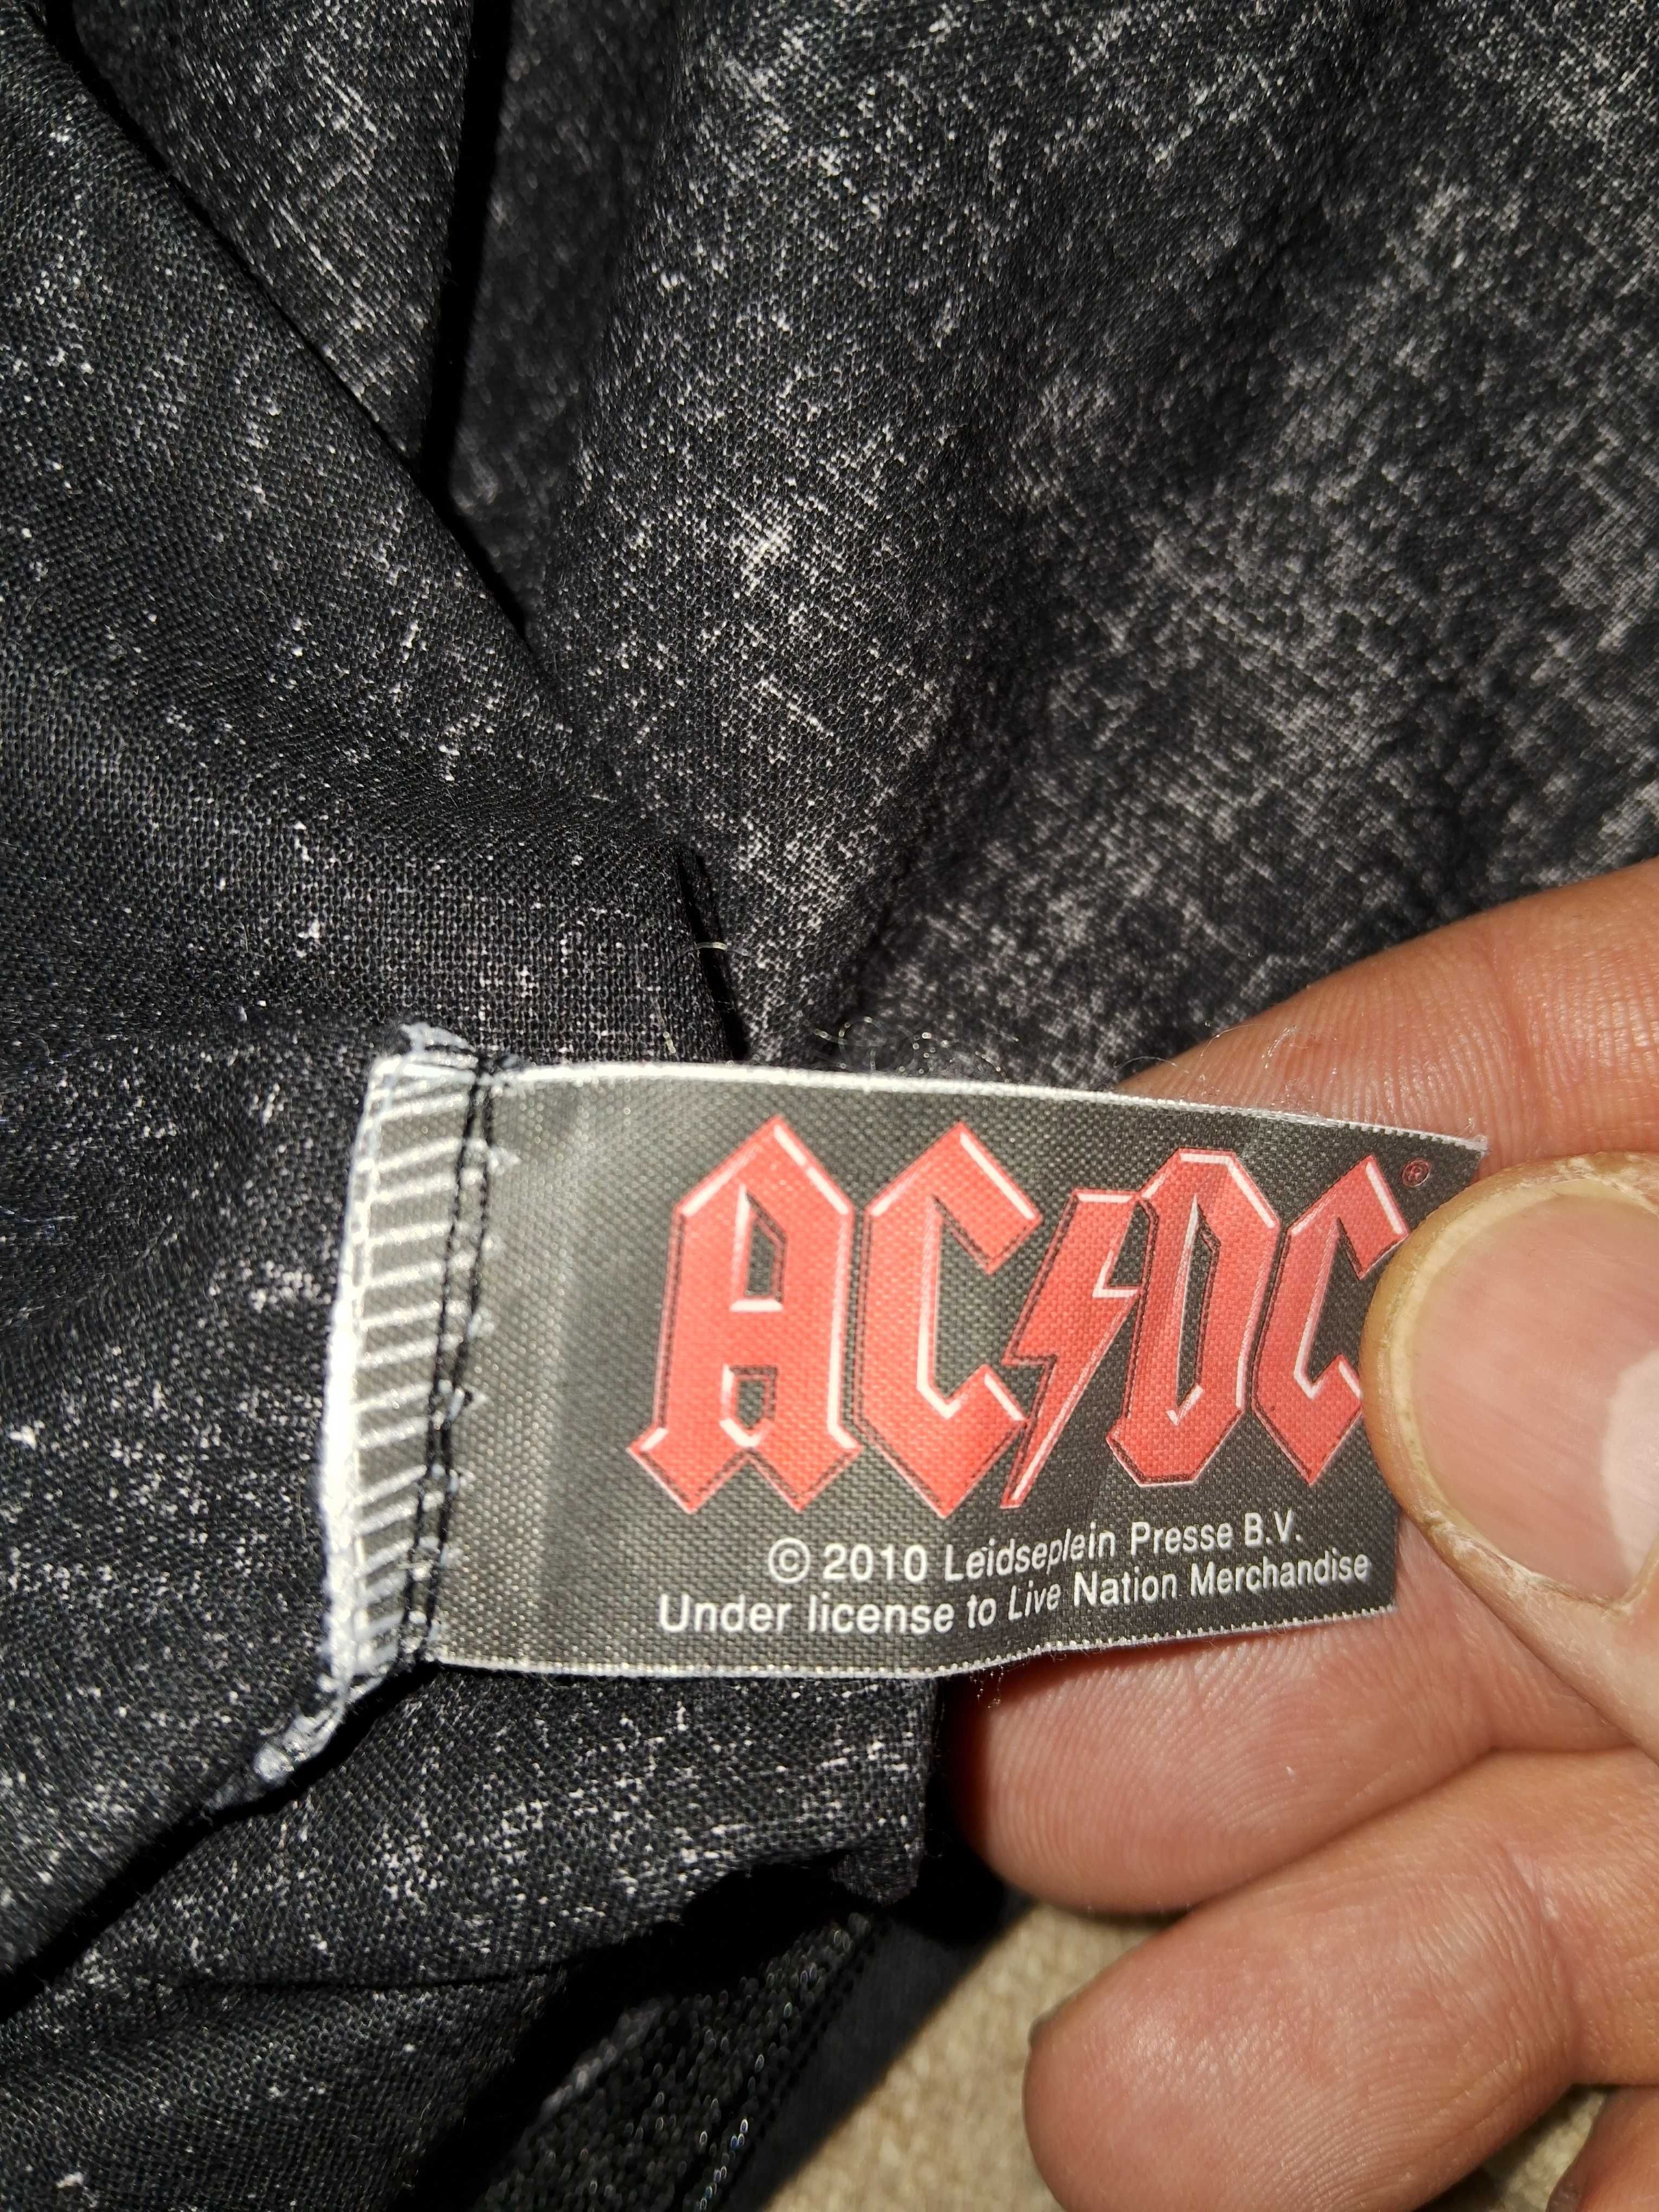 AC/DC®
© 2010 Leidseplein Presse B.V.
Under license to Live Nation Merchandise